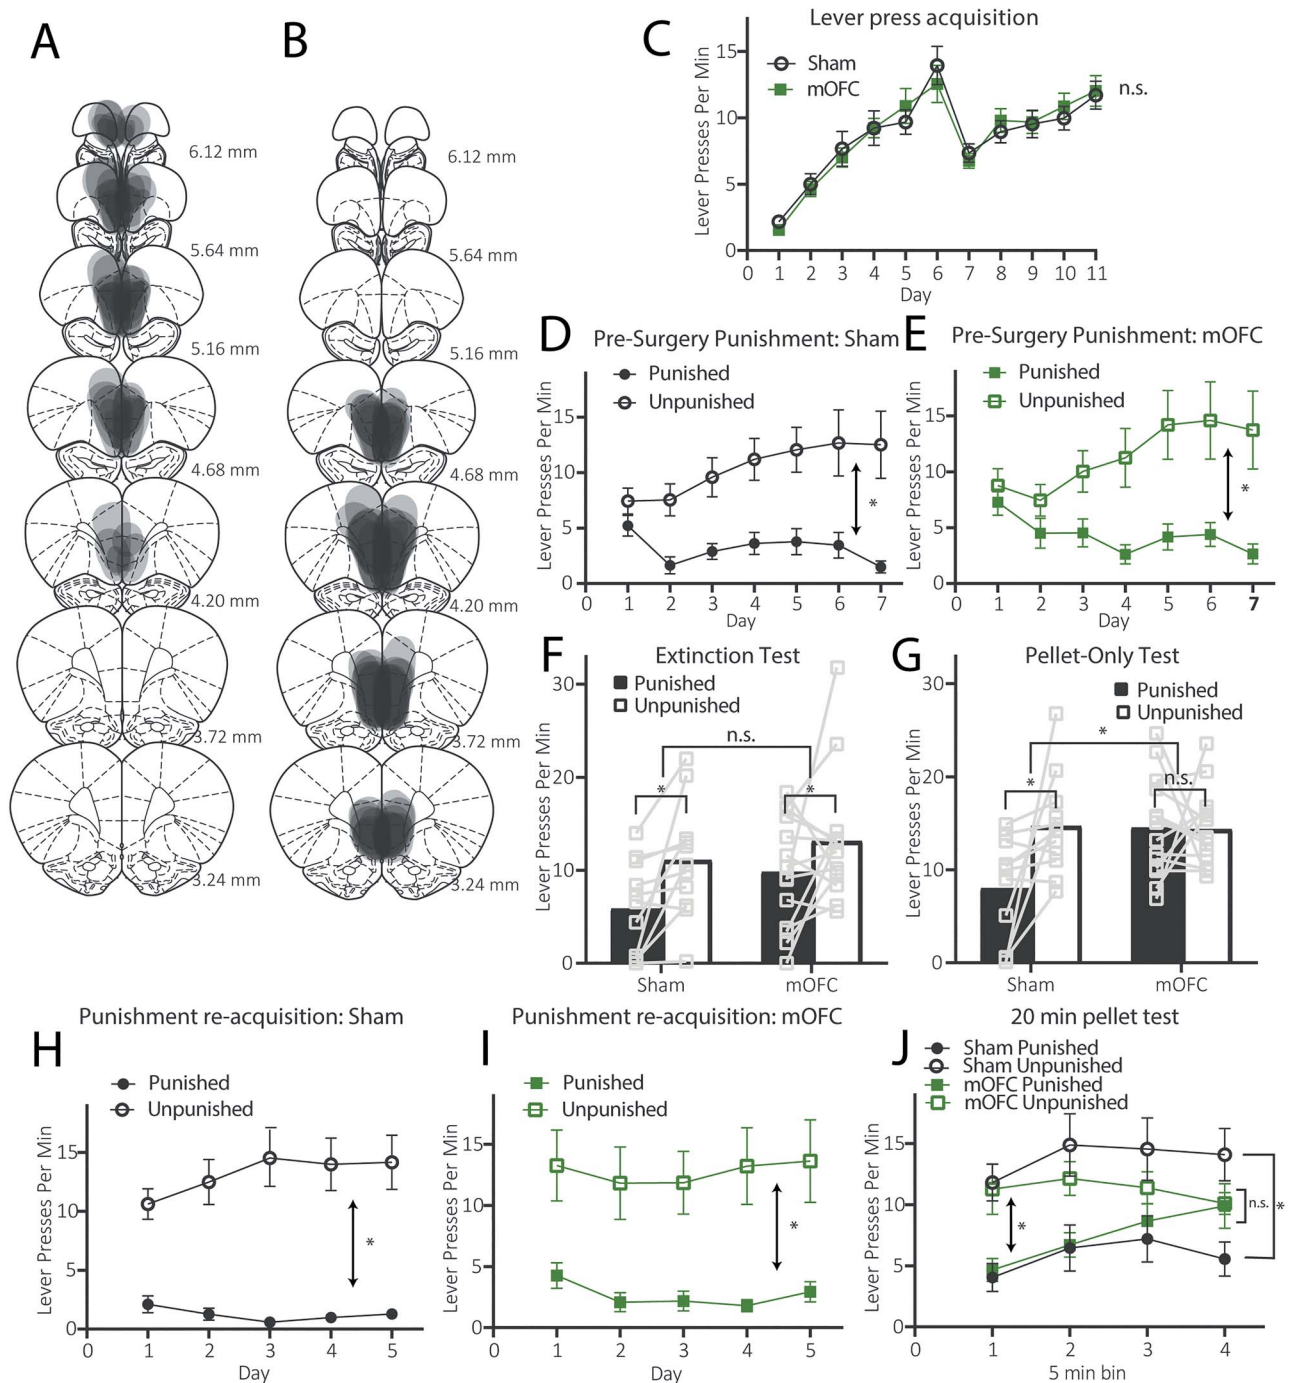 A
6.12 mm
5.64 mm
5.16 mm
4.68 mm
4.20 mm
3.72 mm
3.24 mm
B
6.12 mm
5.64 mm
5.16 mm
4.68 mm
4.20 mm
3.72 mm
3.24 mm
C
Lever press acquisition
Lever Presses Per Min
15
10
5
0
Sham
mOFC
n.s.
0 1 2 3 4 5 6 7 8 9 10 11
Day
D
Pre-Surgery Punishment: Sham
Punished
Unpunished
Lever Presses Per Min
15
10
5
0
*
0 1 2 3 4 5 6 7
Day
E
Pre-Surgery Punishment: mOFC
Punished
Unpunished
Lever Presses Per Min
15
10
5
0
*
0 1 2 3 4 5 6 7
Day
F
Extinction Test
Punished
Unpunished
Lever Presses Per Min
30
20
10
0
n.s.
* *
Sham mOFC
G
Pellet-Only Test
Punished
Unpunished
Lever Presses Per Min
30
20
10
0
*
* n.s.
Sham mOFC
H
Punishment re-acquisition: Sham
Punished
Unpunished
Lever Presses Per Min
15
10
5
0
*
0 1 2 3 4 5
Day
I
Punishment re-acquisition: mOFC
Punished
Unpunished
Lever Presses Per Min
15
10
5
0
*
0 1 2 3 4 5
Day
J
20 min pellet test
Sham Punished
Sham Unpunished
mOFC Punished
mOFC Unpunished
Lever Presses Per Min
15
10
5
0
* n.s. *
0 1 2 3 4
5 min bin